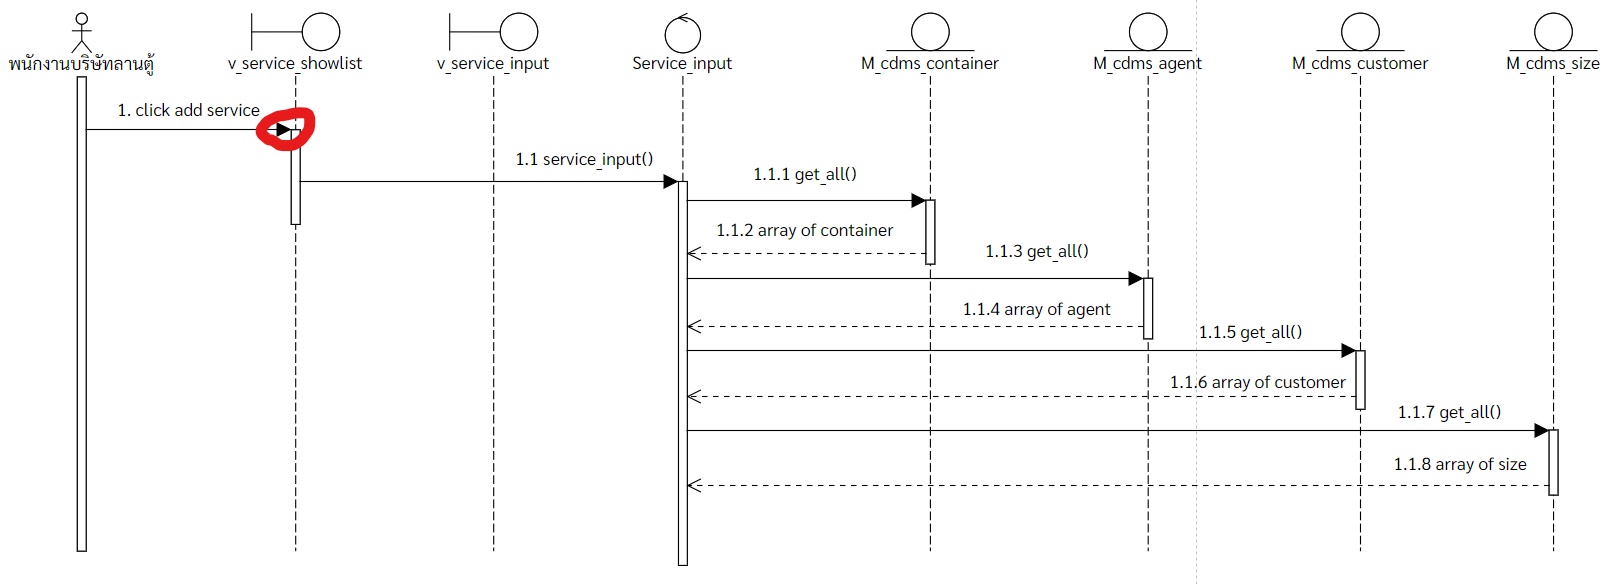 พนักงานบริษัทลานตู้
v_service_showlist
v_service_input
Service_input
M_cdms_container
M_cdms_agent
M_cdms_customer
M_cdms_size
1. click add service
1.1 service_input()
1.1.1 get_all()
1.1.2 array of container
1.1.3 get_all()
1.1.4 array of agent
1.1.5 get_all()
1.1.6 array of customer
1.1.7 get_all()
1.1.8 array of size